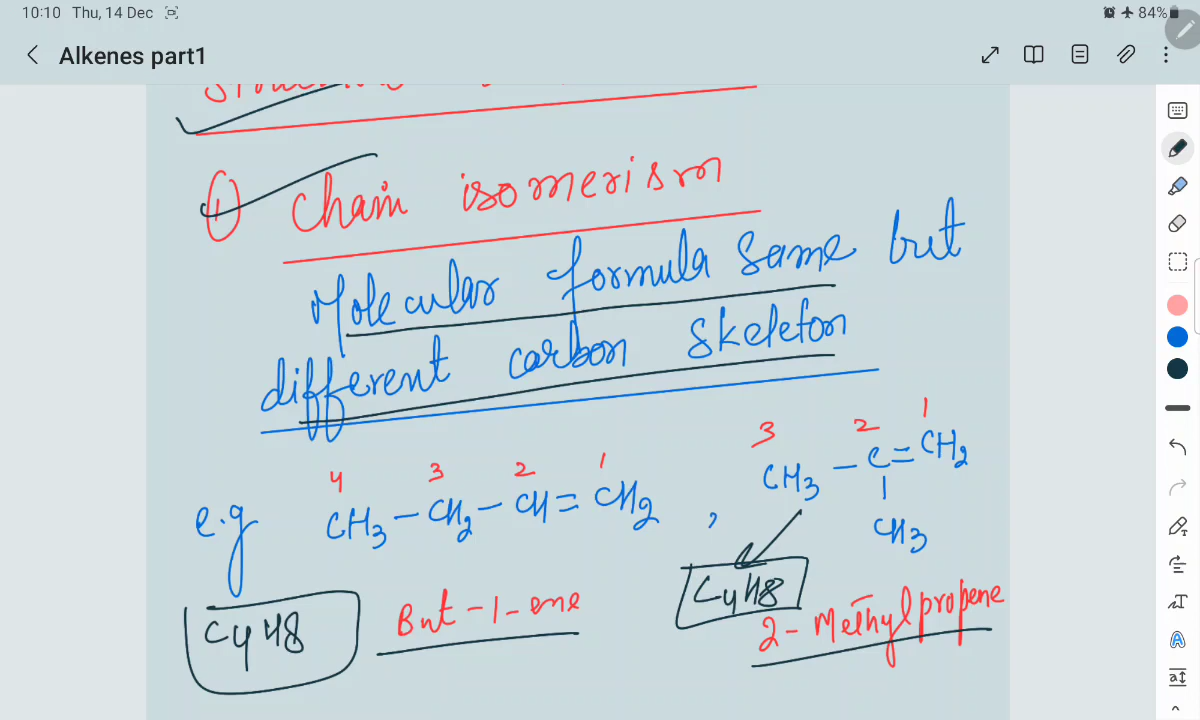 10:10 Thu, 14 Dec 84%
Alkenes part1
① Chain isomerism
Molecular formula same but
different carbon skeleton
4 3 2 1
e.g CH3 - CH2 - CH = CH2 ,
3 2 1
CH3 - C = CH2
|
CH3
C4H8 But-1-ene
C4H8
2-Methylpropene